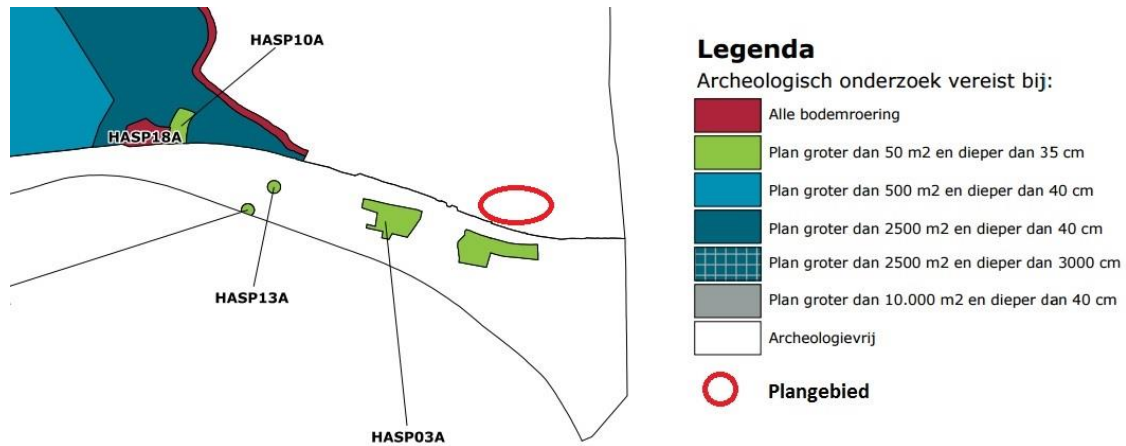 HASP10A
HASP18A
HASP13A
HASP03A
Legenda
Archeologisch onderzoek vereist bij:
Alle bodemroering
Plan groter dan 50 m2 en dieper dan 35 cm
Plan groter dan 500 m2 en dieper dan 40 cm
Plan groter dan 2500 m2 en dieper dan 40 cm
Plan groter dan 2500 m2 en dieper dan 3000 cm
Plan groter dan 10.000 m2 en dieper dan 40 cm
Archeologievrij
Plangebied